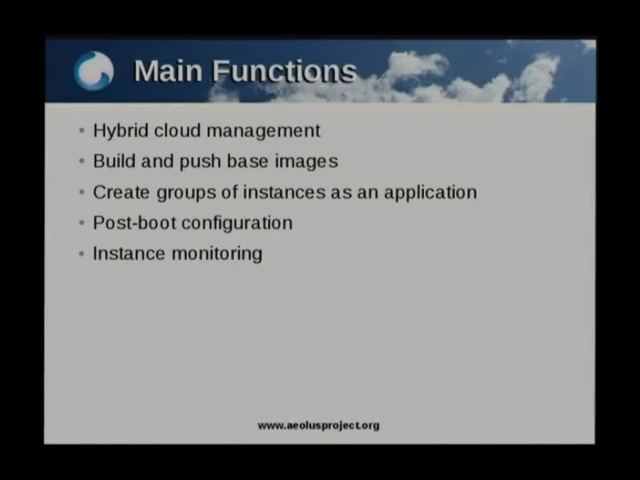 Main Functions
• Hybrid cloud management
• Build and push base images
• Create groups of instances as an application
• Post-boot configuration
• Instance monitoring
www.aeolusproject.org